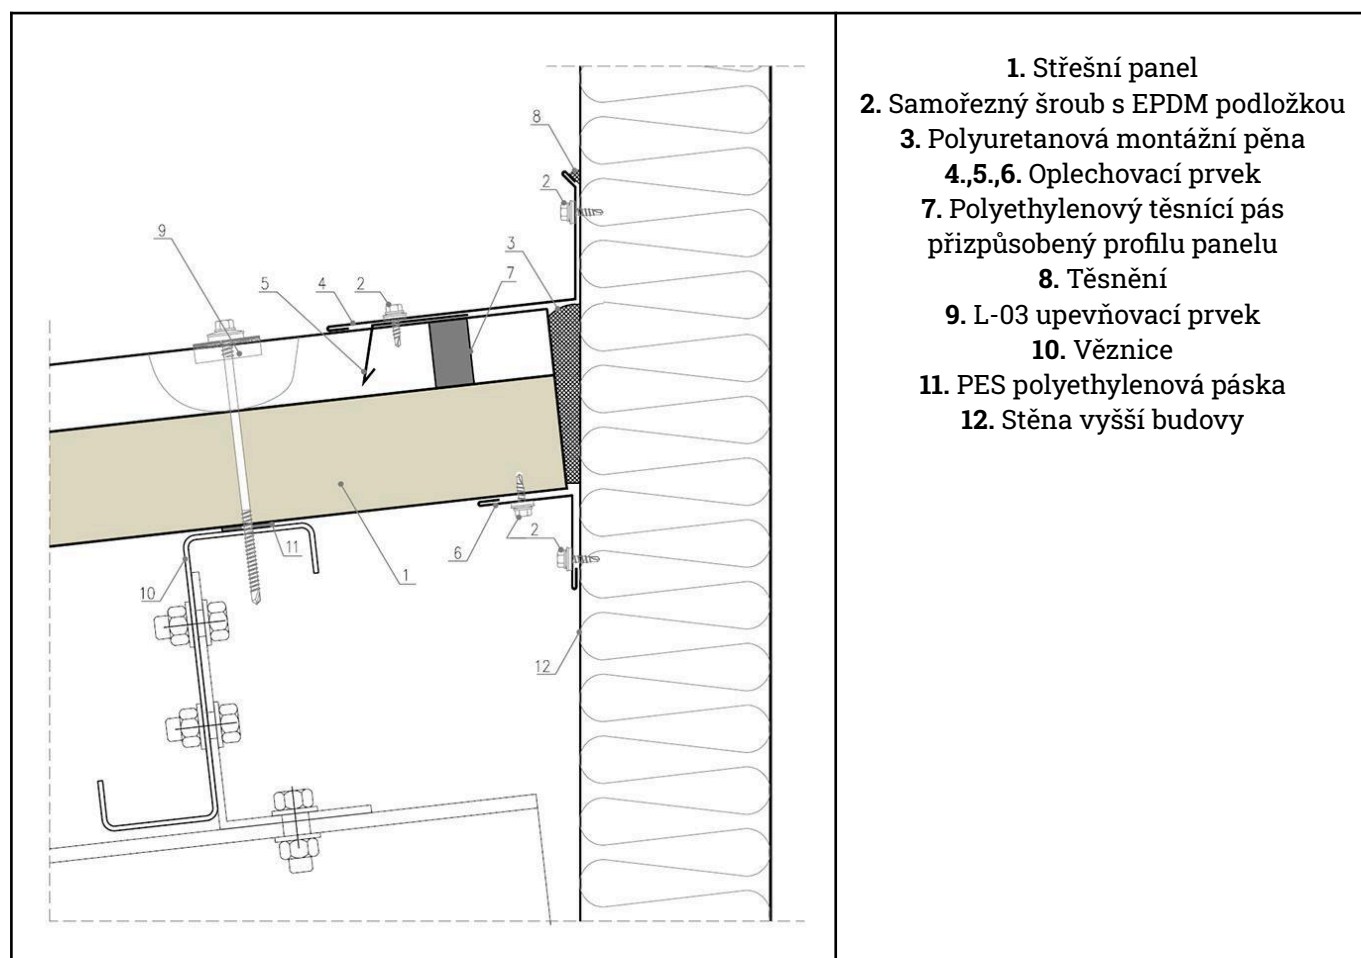 8
2
9
3
5
4
2
7
11
6
2
1
10
12
1. Střešní panel
2. Samořezný šroub s EPDM podložkou
3. Polyuretanová montážní pěna
4.,5.,6. Oplechovací prvek
7. Polyethylenový těsnící pás
přizpůsobený profilu panelu
8. Těsnění
9. L-03 upevňovací prvek
10. Věznice
11. PES polyethylenová páska
12. Stěna vyšší budovy